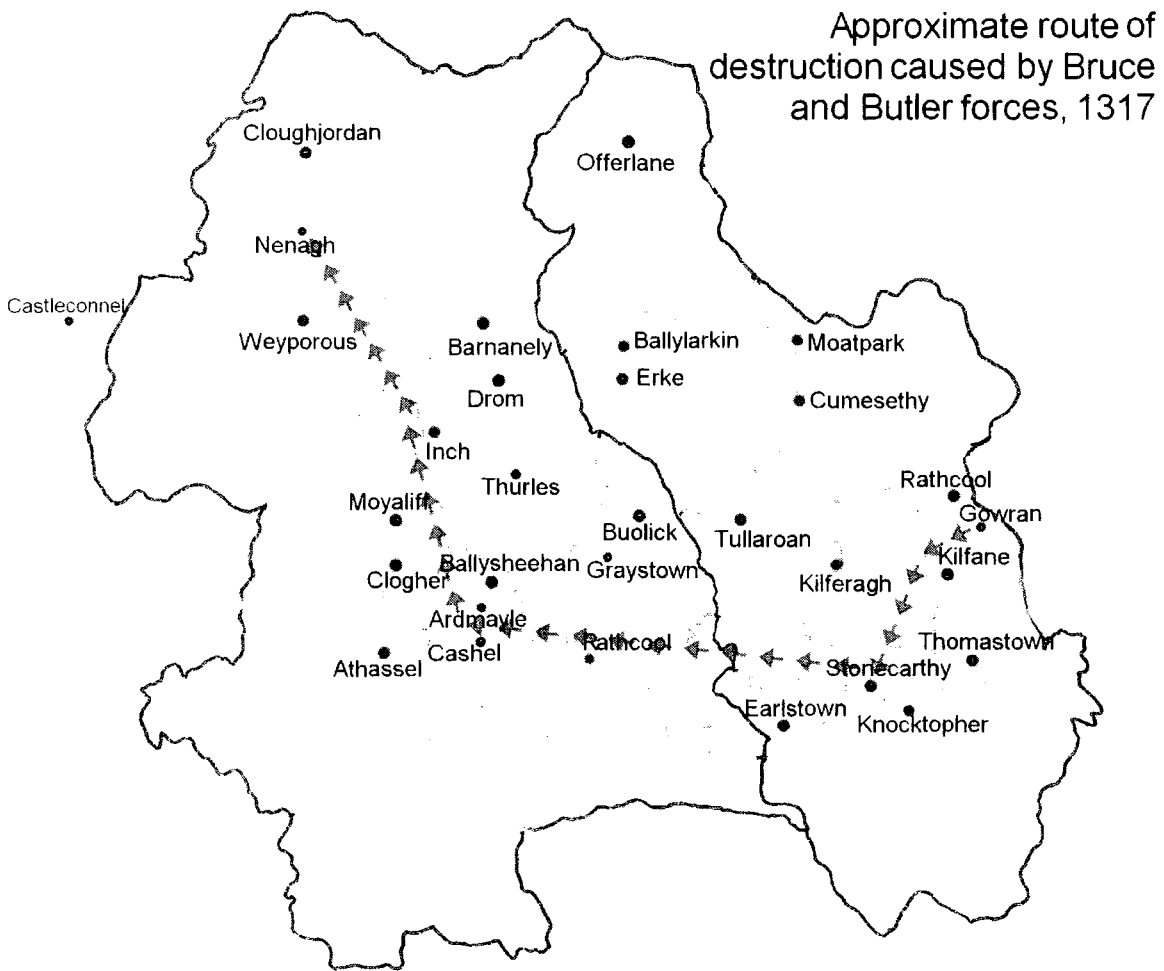 Approximate route of
destruction caused by Bruce
and Butler forces, 1317
Cloughjordan
Offerlane
Nenagh
Castleconnel
Weyporous
Barnanely
Ballylarkin
Moatpark
Drom
Erke
Cumesethy
Inch
Thurles
Rathcool
Moyaliff
Gowran
Buolick
Tullaroan
Kilfane
Clogher
Ballysheehan
Graystown
Kilferagh
Ardmayle
Cashel
Rathcool
Athassel
Thomastown
Stonecarthy
Earlstown
Knocktopher